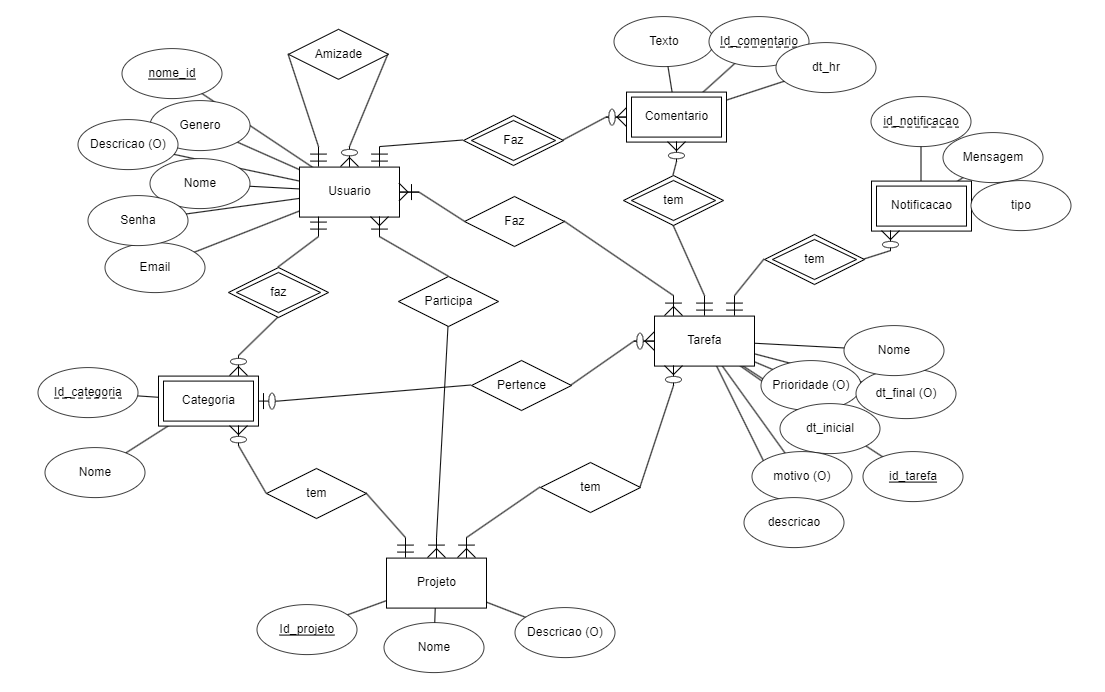 Texto
Id_comentario
Amizade
dt_hr
nome_id
Comentario
Genero
id_notificacao
Descricao (O)
Faz
Mensagem
Nome
Usuario
tem
Notificacao
tipo
Senha
Faz
Email
tem
faz
Participa
Tarefa
Nome
Id_categoria
Categoria
Pertence
Prioridade (O)
dt_final (O)
dt_inicial
Nome
tem
tem
motivo (O)
id_tarefa
descricao
Projeto
Id_projeto
Nome
Descricao (O)